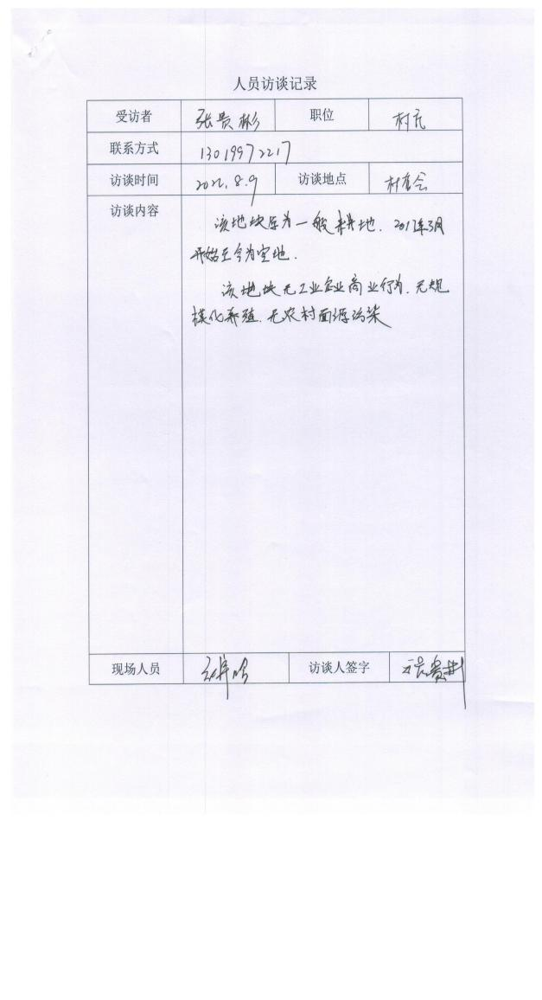 人员访谈记录
受访者 张贵彬 职位 村元
联系方式 13019972217
访谈时间 2022.8.9 访谈地点 村委会
访谈内容
该地块原为一般耕地. 2017年3月
开始至今为空地.
该地块无工业企业商业行为. 无规
模化养殖. 无农村面源污染
现场人员 访谈人签字 张贵彬